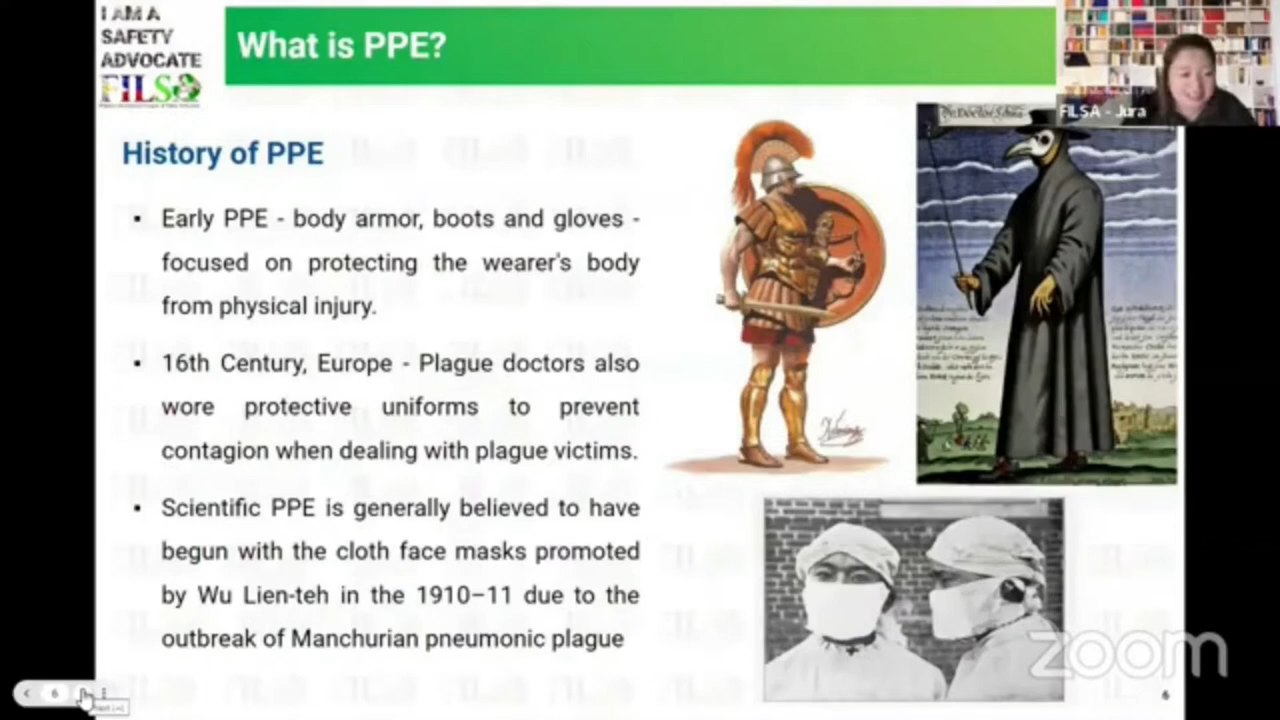 I AM A
SAFETY
ADVOCATE
FILSA
What is PPE?
FILSA - Jura
History of PPE
▪ Early PPE - body armor, boots and gloves -
focused on protecting the wearer's body
from physical injury.
▪ 16th Century, Europe - Plague doctors also
wore protective uniforms to prevent
contagion when dealing with plague victims.
▪ Scientific PPE is generally believed to have
begun with the cloth face masks promoted
by Wu Lien-teh in the 1910–11 due to the
outbreak of Manchurian pneumonic plague
zoom
6
6